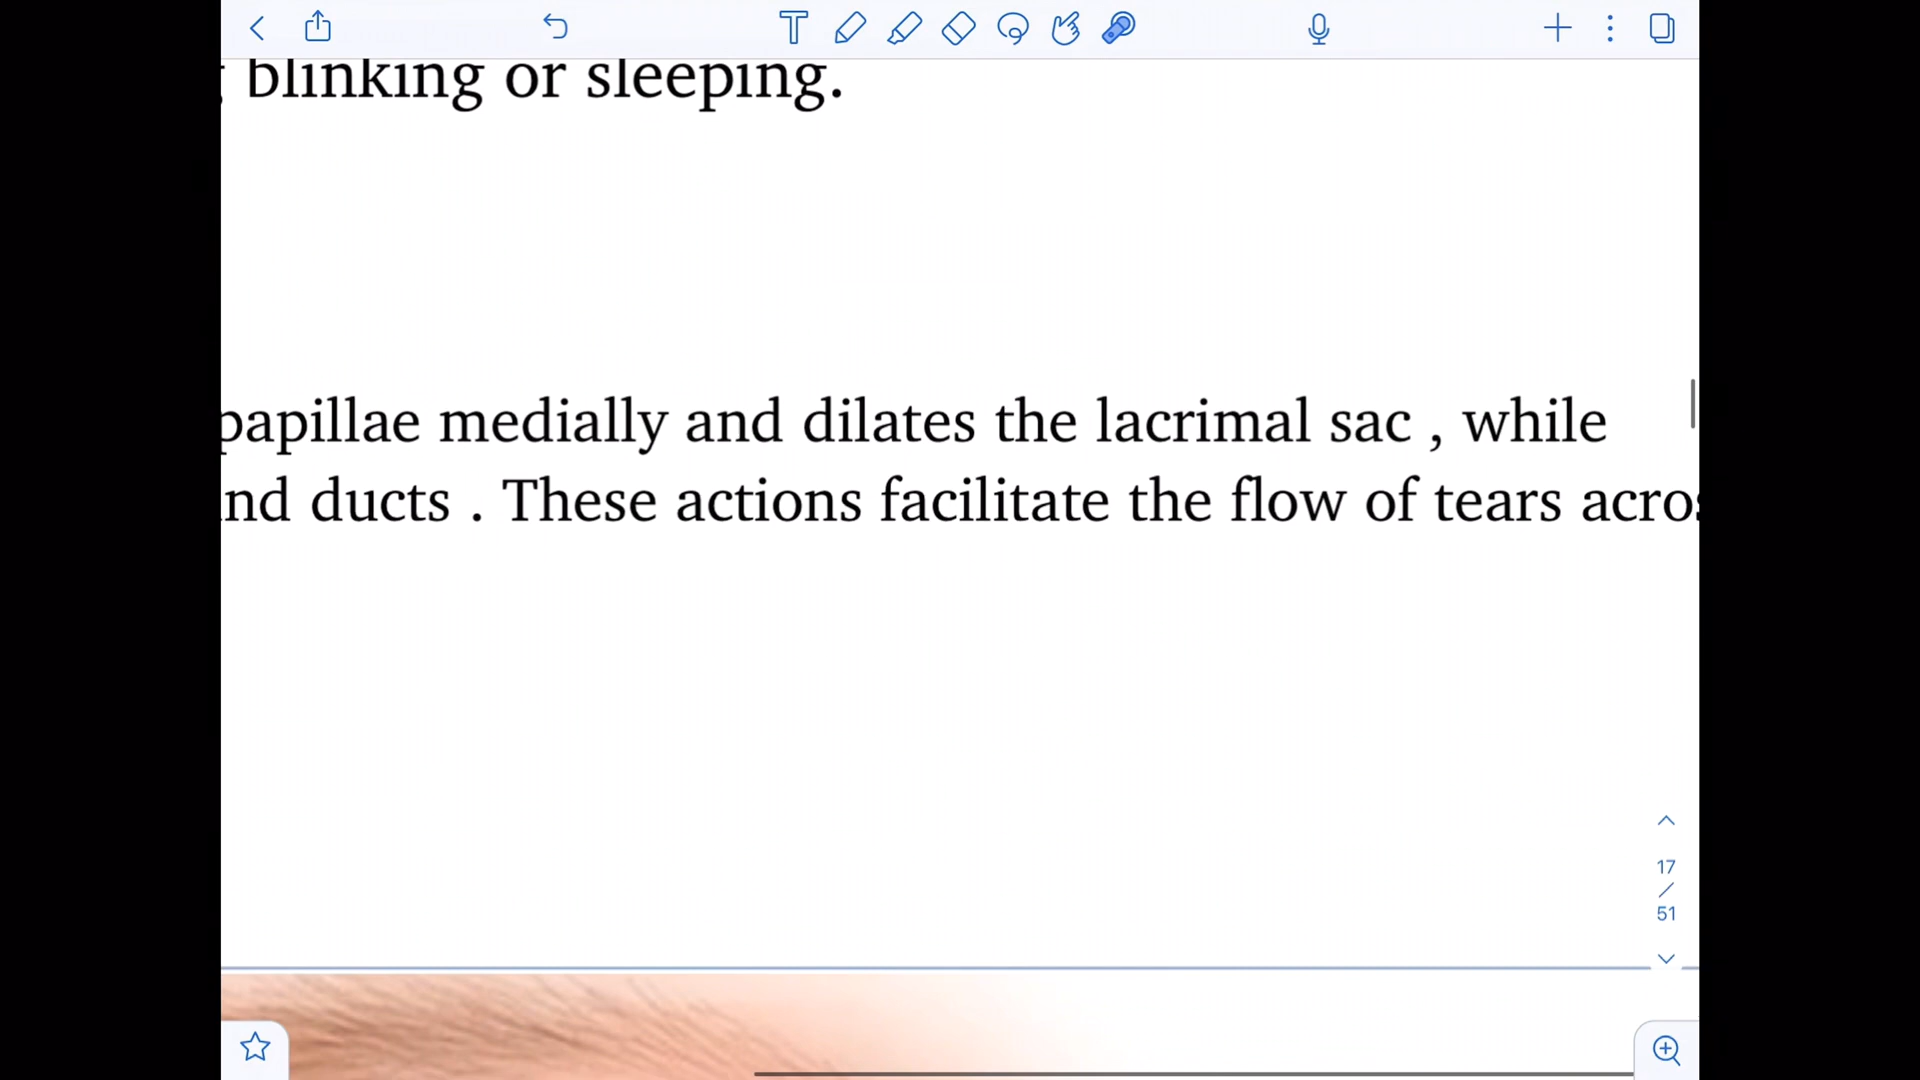 blinking or sleeping.
papillae medially and dilates the lacrimal sac , while
nd ducts . These actions facilitate the flow of tears acros
17
/
51